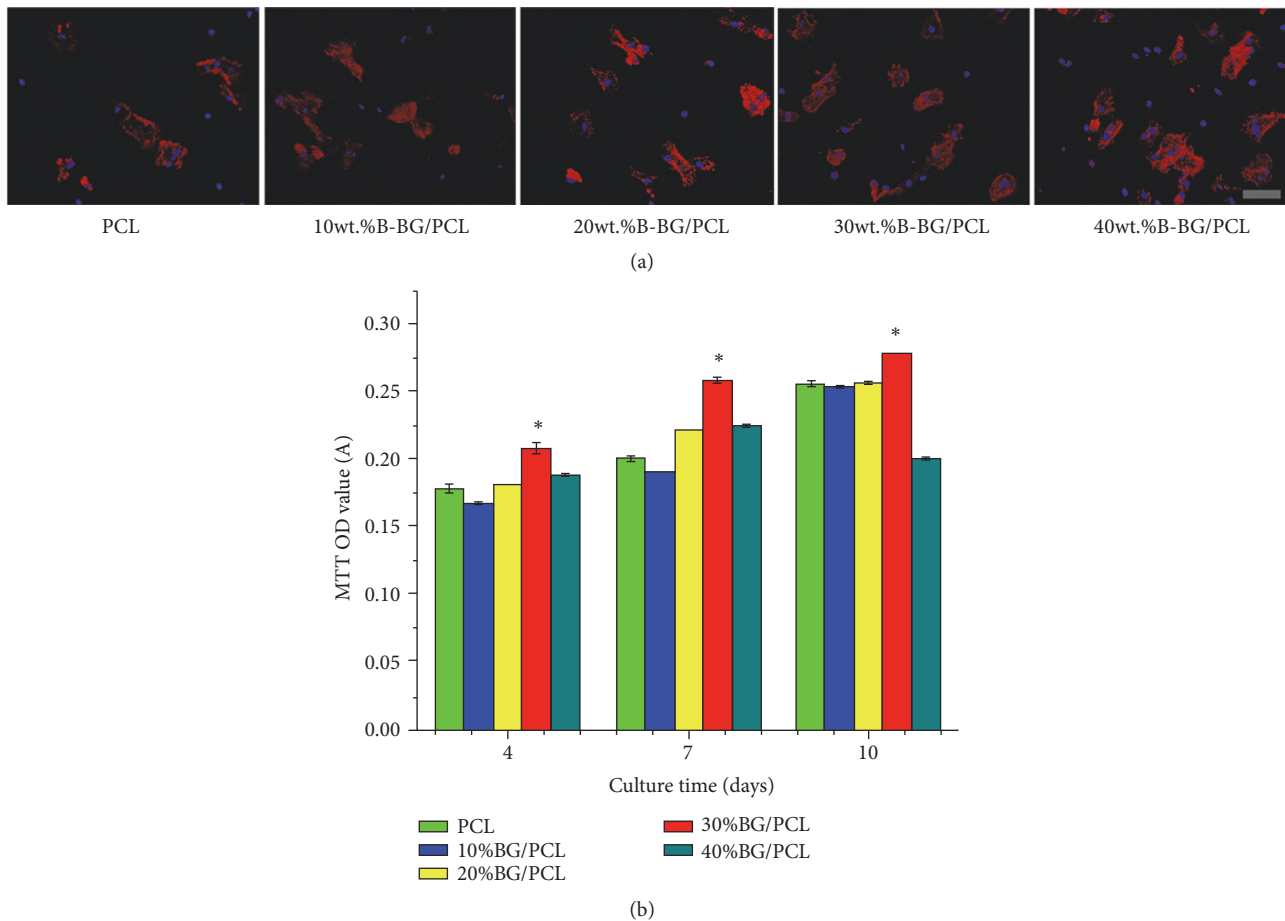 PCL
10wt.%B-BG/PCL
20wt.%B-BG/PCL
30wt.%B-BG/PCL
40wt.%B-BG/PCL
(a)
0.30
0.25
0.20
0.15
0.10
0.05
0.00
MTT OD value (A)
*
*
*
4
7
10
Culture time (days)
PCL
10%BG/PCL
20%BG/PCL
30%BG/PCL
40%BG/PCL
(b)